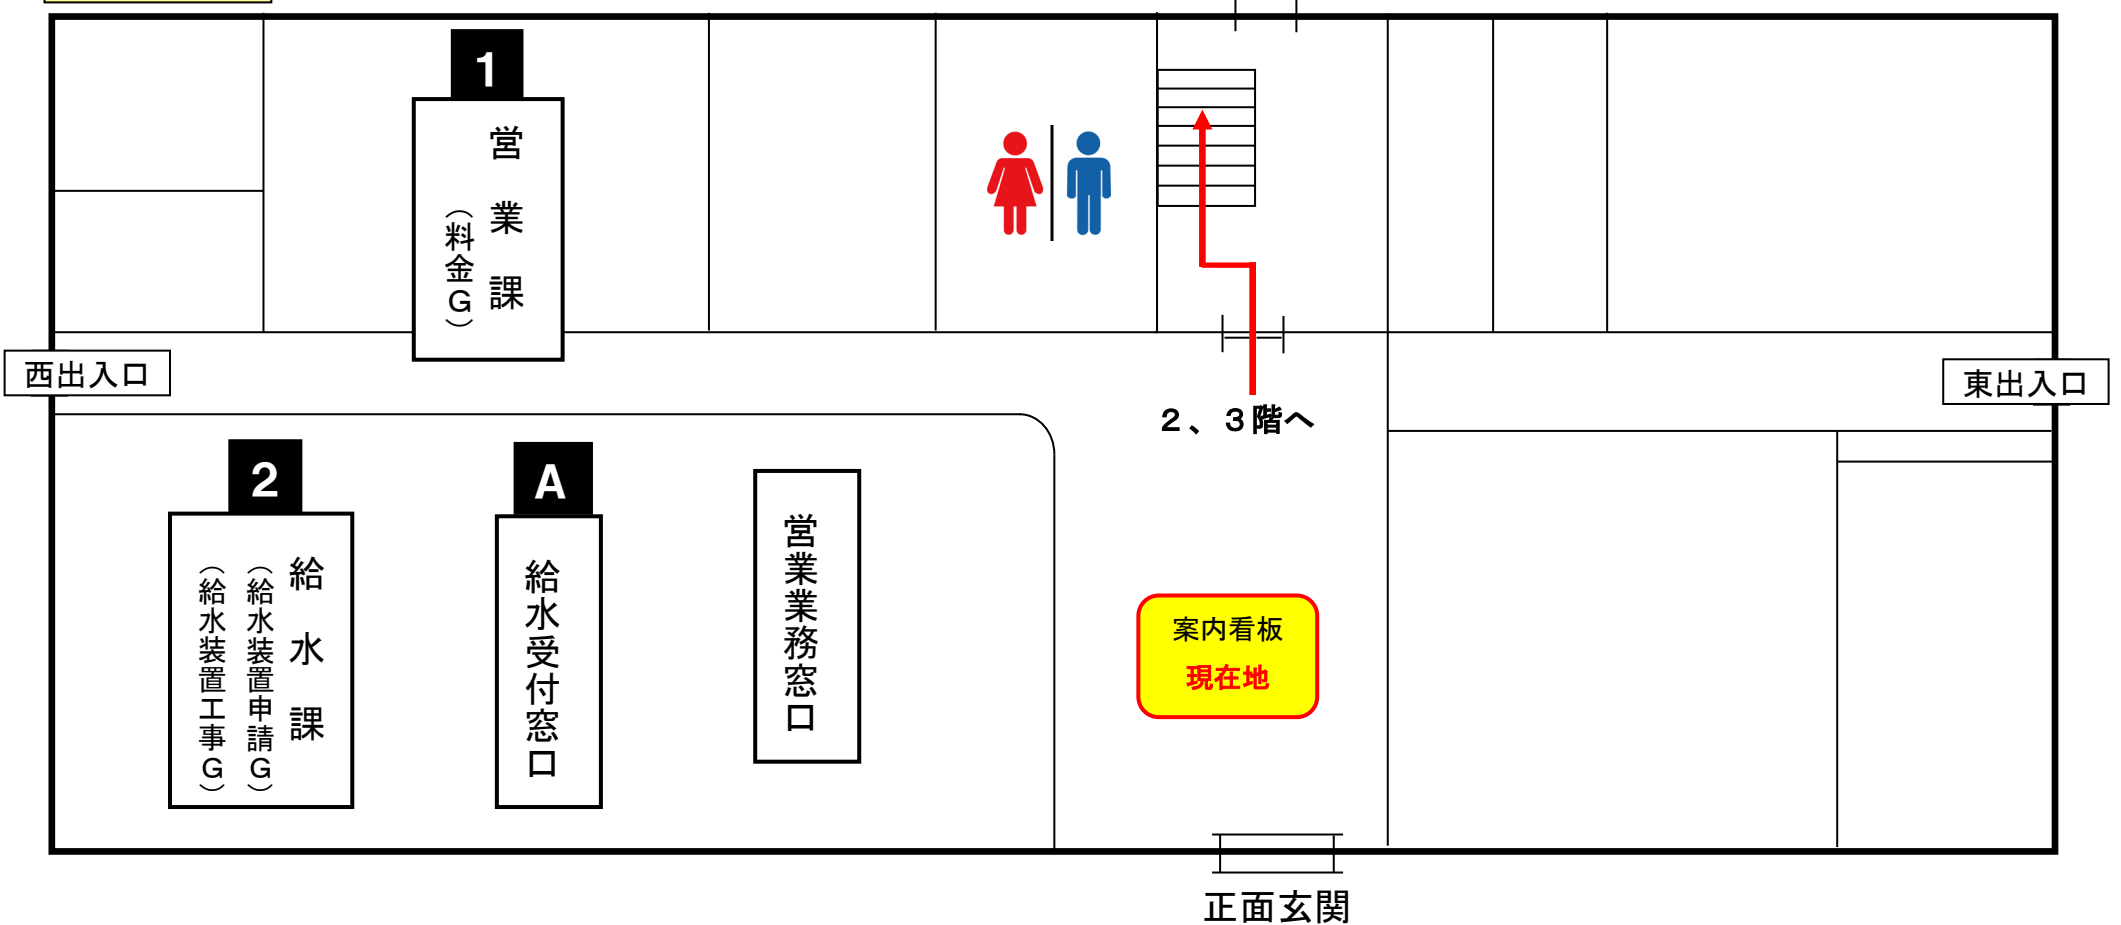 1
営業課
（料金Ｇ）
西出入口
東出入口
２、３階へ
2
給水課
（給水装置申請Ｇ）
（給水装置工事Ｇ）
A
給水受付窓口
営業業務窓口
案内看板
現在地
正面玄関